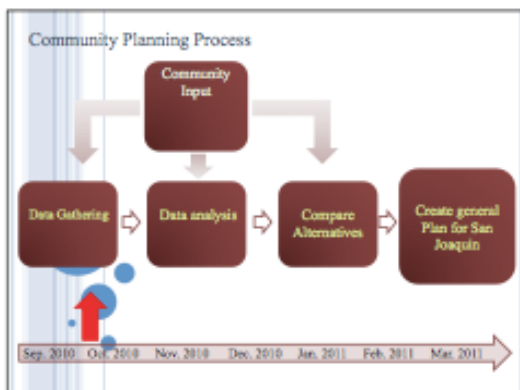 Community Planning Process
Community
Input
Data Gathering
Data analysis
Compare
Alternatives
Create general
Plan for San
Joaquin
Sep. 2010 Oct. 2010 Nov. 2010 Dec. 2010 Jan. 2011 Feb. 2011 Mar. 2011